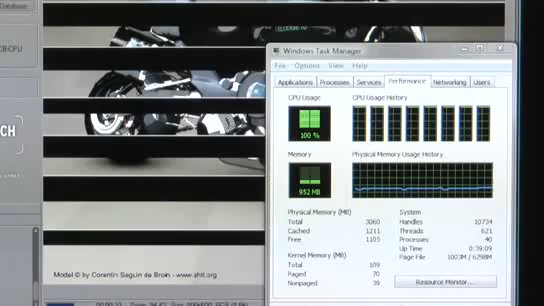 Database
CB-CPU
CH
Windows Task Manager
File Options View Help
Applications Processes Services Performance Networking Users
CPU Usage
CPU Usage History
100 %
Memory
Physical Memory Usage History
952 MB
Physical Memory (MB)
Total 3060
Cached 1211
Free 1105
Kernel Memory (MB)
Total 109
Paged 70
Nonpaged 39
System
Handles 10734
Threads 621
Processes 40
Up Time 0:39:09
Page File 1003M / 6298M
Resource Monitor...
Model © by Corentin Seguin de Broin - www.shtl.org